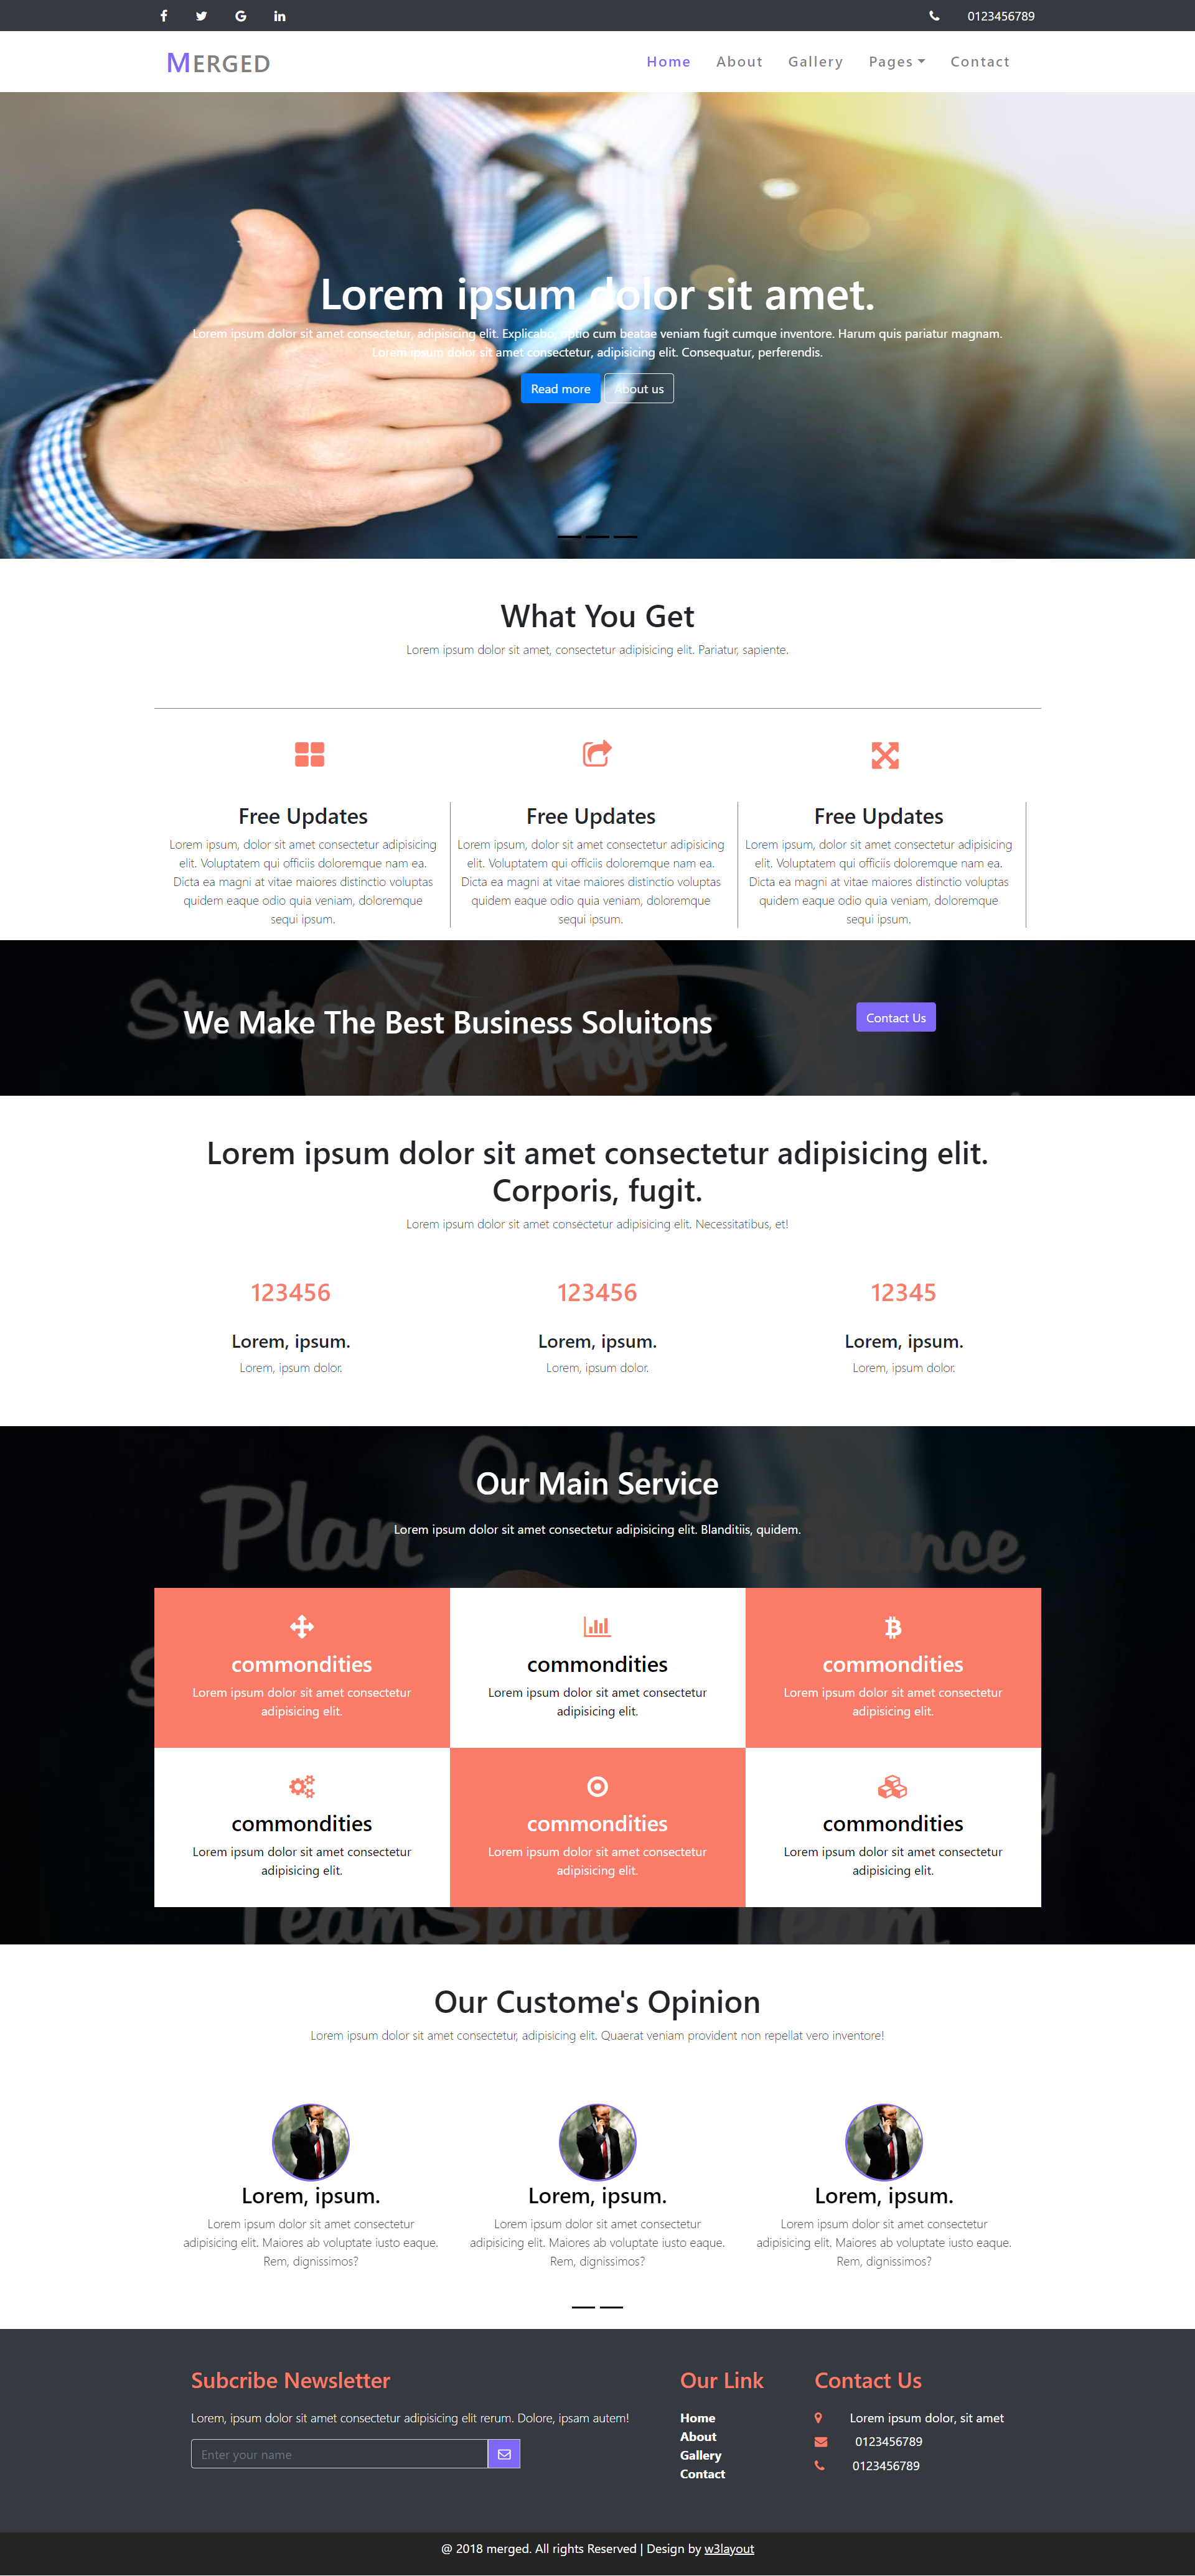 0123456789
MERGED
Home About Gallery Pages Contact
Lorem ipsum dolor sit amet.
Lorem ipsum dolor sit amet consectetur, adipisicing elit. Explicabo, optio cum beatae veniam fugit cumque inventore. Harum quis pariatur magnam.
Lorem ipsum dolor sit amet consectetur, adipisicing elit. Consequatur, perferendis.
Read more About us
What You Get
Lorem ipsum dolor sit amet, consectetur adipisicing elit. Pariatur, sapiente.
Free Updates
Lorem ipsum, dolor sit amet consectetur adipisicing
elit. Voluptatem qui officiis doloremque nam ea.
Dicta ea magni at vitae maiores distinctio voluptas
quidem eaque odio quia veniam, doloremque
sequi ipsum.
Free Updates
Lorem ipsum, dolor sit amet consectetur adipisicing
elit. Voluptatem qui officiis doloremque nam ea.
Dicta ea magni at vitae maiores distinctio voluptas
quidem eaque odio quia veniam, doloremque
sequi ipsum.
Free Updates
Lorem ipsum, dolor sit amet consectetur adipisicing
elit. Voluptatem qui officiis doloremque nam ea.
Dicta ea magni at vitae maiores distinctio voluptas
quidem eaque odio quia veniam, doloremque
sequi ipsum.
Strategy
Project
We Make The Best Business Soluitons
Contact Us
Lorem ipsum dolor sit amet consectetur adipisicing elit.
Corporis, fugit.
Lorem ipsum dolor sit amet consectetur adipisicing elit. Necessitatibus, et!
123456
Lorem, ipsum.
Lorem, ipsum dolor.
123456
Lorem, ipsum.
Lorem, ipsum dolor.
12345
Lorem, ipsum.
Lorem, ipsum dolor.
Quality
Plan
Finance
Our Main Service
Lorem ipsum dolor sit amet consectetur adipisicing elit. Blanditiis, quidem.
commondities
Lorem ipsum dolor sit amet consectetur
adipisicing elit.
commondities
Lorem ipsum dolor sit amet consectetur
adipisicing elit.
commondities
Lorem ipsum dolor sit amet consectetur
adipisicing elit.
commondities
Lorem ipsum dolor sit amet consectetur
adipisicing elit.
commondities
Lorem ipsum dolor sit amet consectetur
adipisicing elit.
commondities
Lorem ipsum dolor sit amet consectetur
adipisicing elit.
TeamSpirit
Team
Our Custome's Opinion
Lorem ipsum dolor sit amet consectetur, adipisicing elit. Quaerat veniam provident non repellat vero inventore!
Lorem, ipsum.
Lorem ipsum dolor sit amet consectetur
adipisicing elit. Maiores ab voluptate iusto eaque.
Rem, dignissimos?
Lorem, ipsum.
Lorem ipsum dolor sit amet consectetur
adipisicing elit. Maiores ab voluptate iusto eaque.
Rem, dignissimos?
Lorem, ipsum.
Lorem ipsum dolor sit amet consectetur
adipisicing elit. Maiores ab voluptate iusto eaque.
Rem, dignissimos?
Subcribe Newsletter
Lorem, ipsum dolor sit amet consectetur adipisicing elit rerum. Dolore, ipsam autem!
Enter your name
Our Link
Home
About
Gallery
Contact
Contact Us
Lorem ipsum dolor, sit amet
0123456789
0123456789
@ 2018 merged. All rights Reserved | Design by w3layout